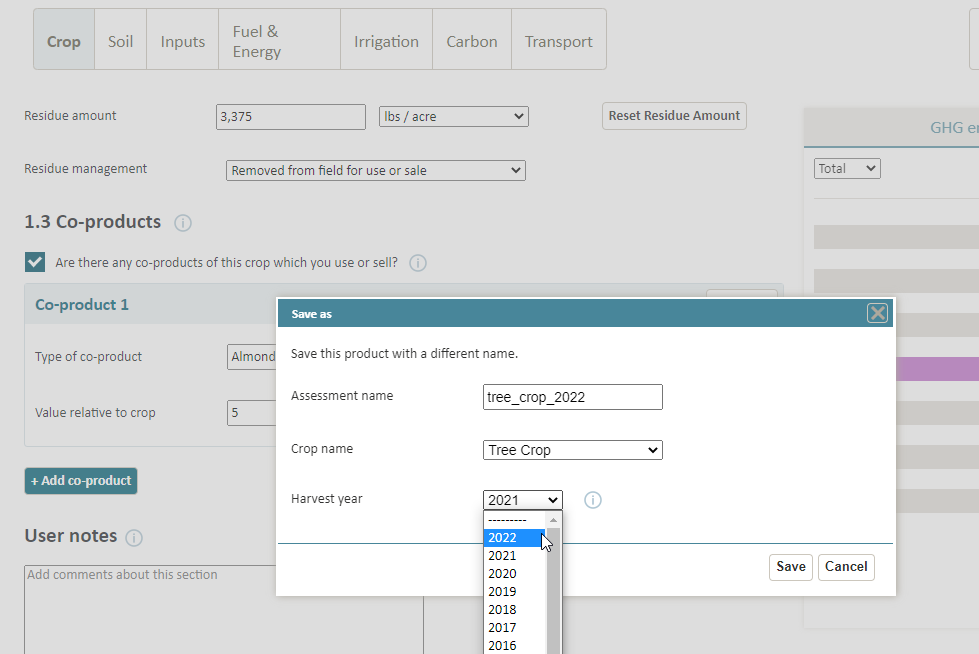 Crop
Soil
Inputs
Fuel &
Energy
Irrigation
Carbon
Transport
Residue amount
3,375
lbs / acre
Reset Residue Amount
GHG
Total
Residue management
Removed from field for use or sale
1.3 Co-products
Are there any co-products of this crop which you use or sell?
Co-product 1
Type of co-product
Almond
Value relative to crop
5
+ Add co-product
User notes
Add comments about this section
Save as
Save this product with a different name.
Assessment name
tree_crop_2022
Crop name
Tree Crop
Harvest year
2021
---------
2022
2021
2020
2019
2018
2017
2016
Save
Cancel